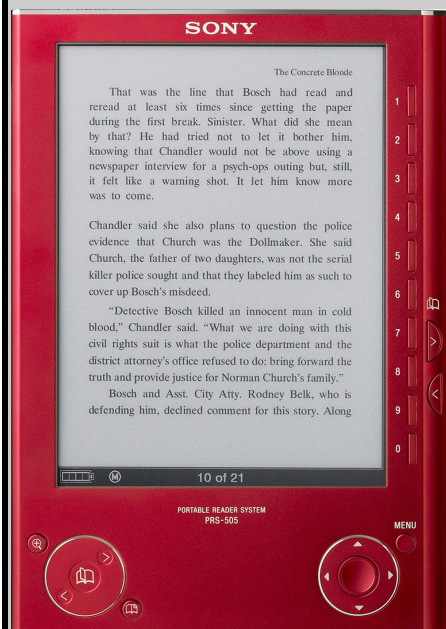 SONY
The Concrete Blonde
That was the line that Bosch had read and
reread at least six times since getting the paper
during the first break. Sinister. What did she mean
by that? He had tried not to let it bother him,
knowing that Chandler would not be above using a
newspaper interview for a psych-ops outing but, still,
it felt like a warning shot. It let him know more
was to come.
Chandler said she also plans to question the police
evidence that Church was the Dollmaker. She said
Church, the father of two daughters, was not the serial
killer police sought and that they labeled him as such to
cover up Bosch's misdeed.
“Detective Bosch killed an innocent man in cold
blood,” Chandler said. “What we are doing with this
civil rights suit is what the police department and the
district attorney's office refused to do: bring forward the
truth and provide justice for Norman Church's family.”
Bosch and Asst. City Atty. Rodney Belk, who is
defending him, declined comment for this story. Along
1
2
3
4
5
6
7
8
9
0
M
10 of 21
PORTABLE READER SYSTEM
PRS-505
MENU